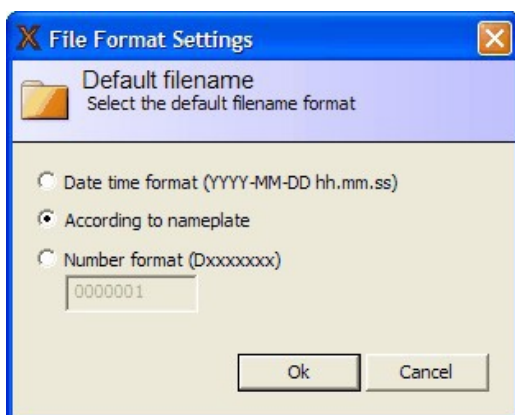 File Format Settings
Default filename
Select the default filename format
Date time format (YYYY-MM-DD hh.mm.ss)
According to nameplate
Number format (Dxxxxxxx)
0000001
Ok
Cancel